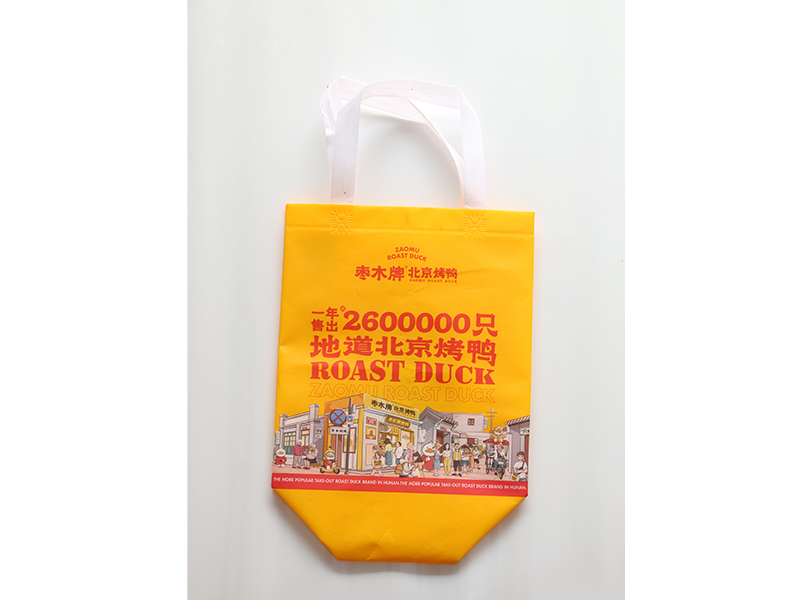 ZAOMU
ROAST DUCK
枣木牌 北京烤鸭
ZAOMU ROAST DUCK
一年
售出 2600000只
地道北京烤鸭
ROAST DUCK
ZAOMU ROAST DUCK
枣木牌 北京烤鸭
THE MORE POPULAR TAKE-OUT ROAST DUCK BRAND IN HUNAN. THE MORE POPULAR TAKE-OUT ROAST DUCK BRAND IN HUNAN.